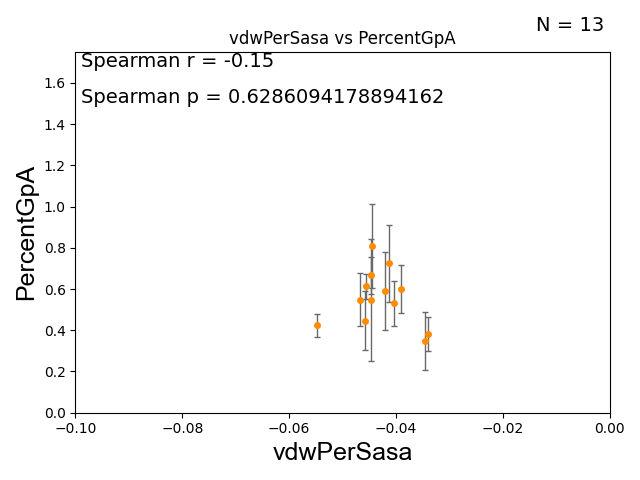 N = 13
vdwPerSasa vs PercentGpA
Spearman r = -0.15
Spearman p = 0.6286094178894162
PercentGpA
1.6
1.4
1.2
1.0
0.8
0.6
0.4
0.2
0.0
−0.10 −0.08 −0.06 −0.04 −0.02 0.00
vdwPerSasa